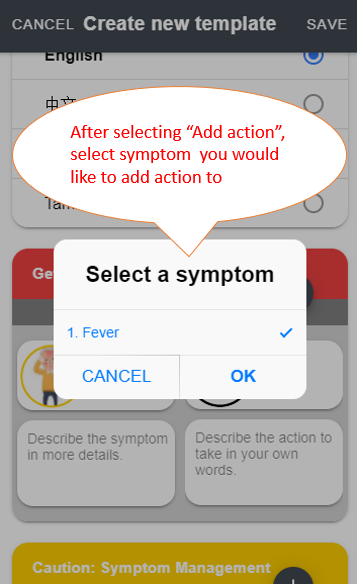 CANCEL Create new template SAVE
English
中文
After selecting “Add action”,
select symptom you would
like to add action to
Select a symptom
1. Fever
CANCEL OK
Describe the symptom
in more details.
Describe the action to
take in your own
words.
Caution: Symptom Management